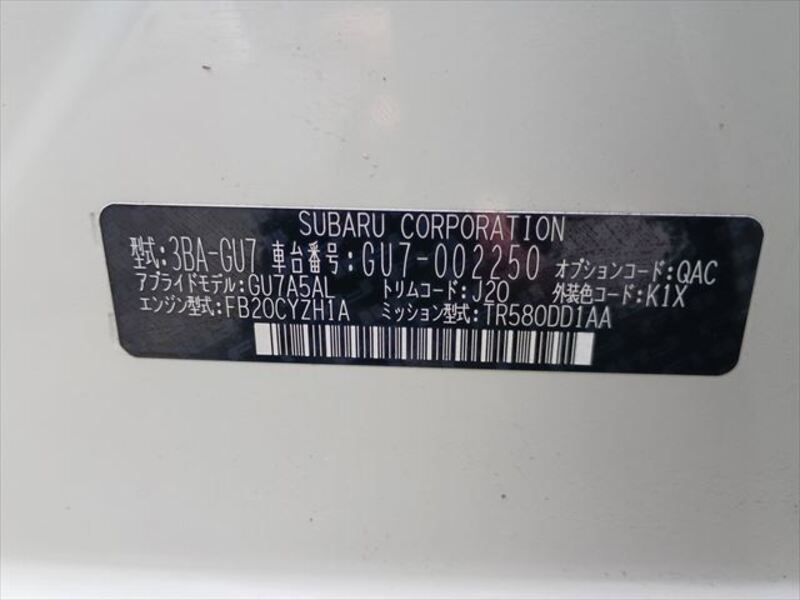 SUBARU CORPORATION
型式:3BA-GU7 車台番号:GU7-002250 オプションコード:QAC
アプライドモデル:GU7A5AL トリムコード:J20 外装色コード:K1X
エンジン型式:FB20CYZH1A ミッション型式:TR580DD1AA